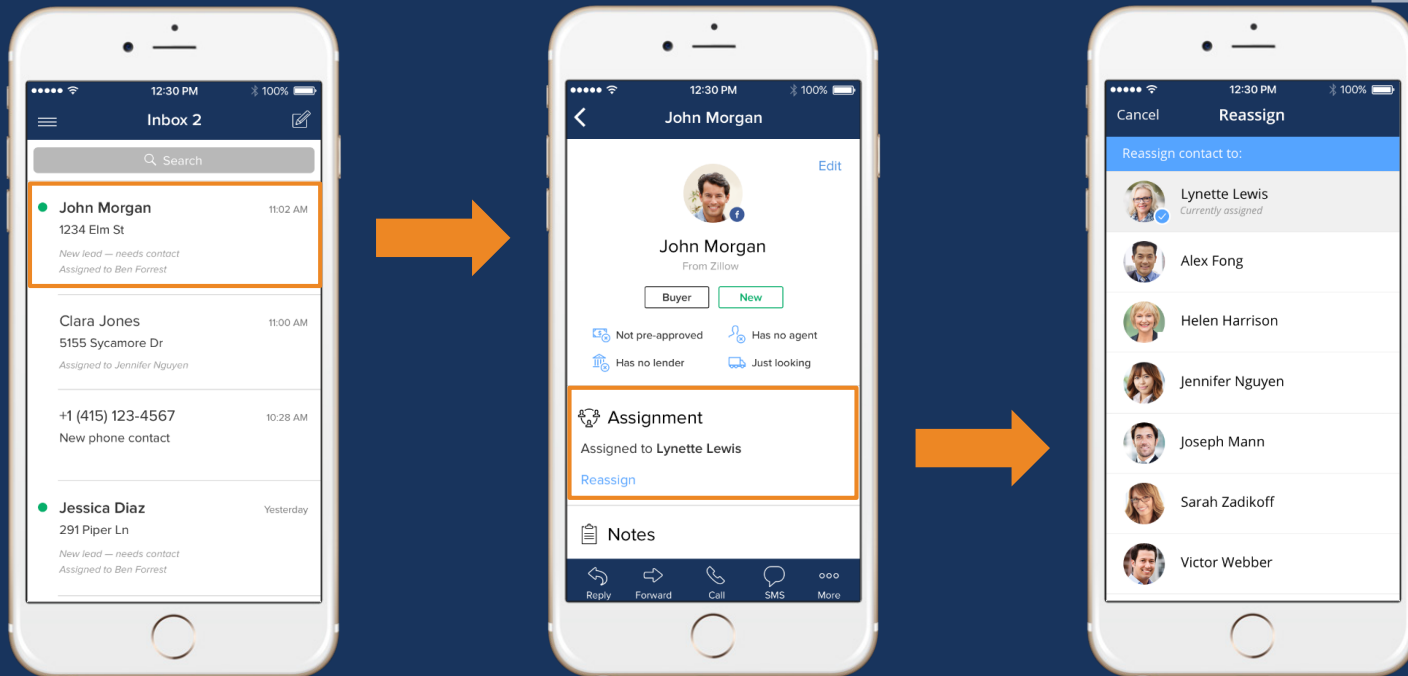 12:30 PM
100%
Inbox 2
Search
John Morgan
11:02 AM
1234 Elm St
New lead — needs contact
Assigned to Ben Forrest
Clara Jones
11:00 AM
5155 Sycamore Dr
Assigned to Jennifer Nguyen
+1 (415) 123-4567
10:28 AM
New phone contact
Jessica Diaz
Yesterday
291 Piper Ln
New lead — needs contact
Assigned to Ben Forrest
12:30 PM
100%
John Morgan
Edit
f
John Morgan
From Zillow
Buyer
New
Not pre-approved
Has no agent
Has no lender
Just looking
Assignment
Assigned to Lynette Lewis
Reassign
Notes
Reply
Forward
Call
SMS
More
12:30 PM
100%
Cancel
Reassign
Reassign contact to:
Lynette Lewis
Currently assigned
Alex Fong
Helen Harrison
Jennifer Nguyen
Joseph Mann
Sarah Zadikoff
Victor Webber